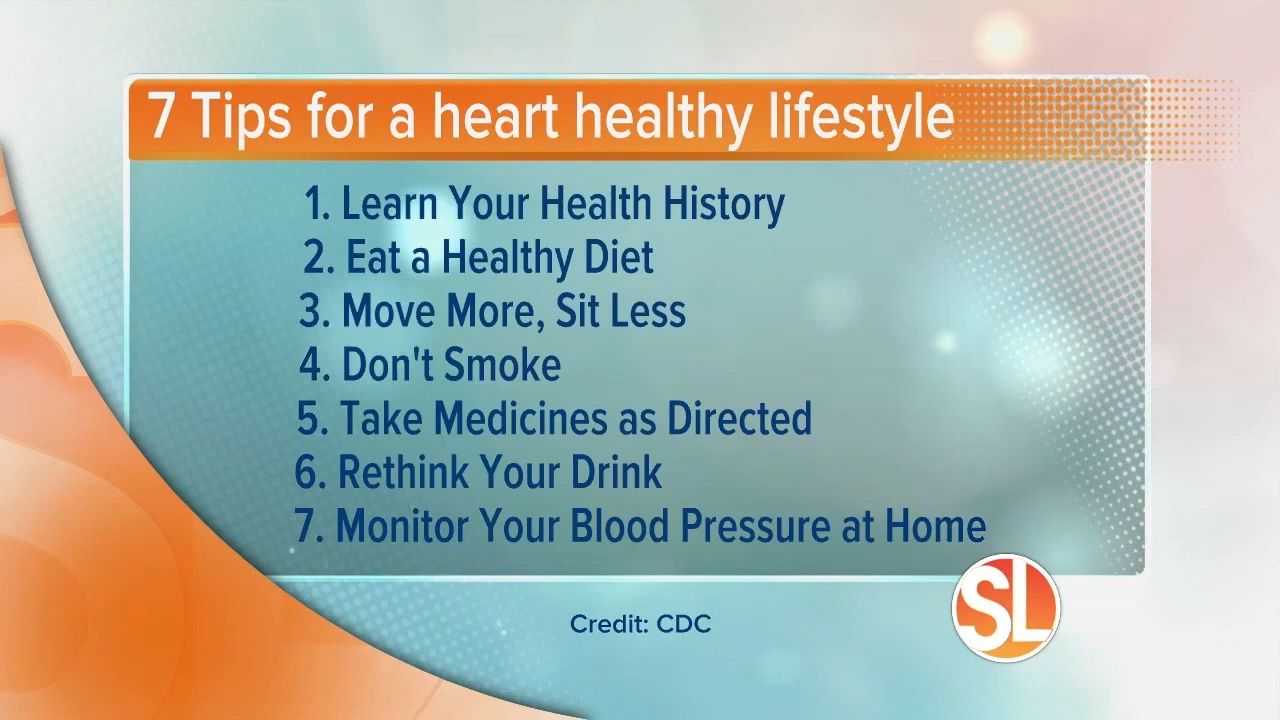 7 Tips for a heart healthy lifestyle
1. Learn Your Health History
2. Eat a Healthy Diet
3. Move More, Sit Less
4. Don't Smoke
5. Take Medicines as Directed
6. Rethink Your Drink
7. Monitor Your Blood Pressure at Home
SL
Credit: CDC